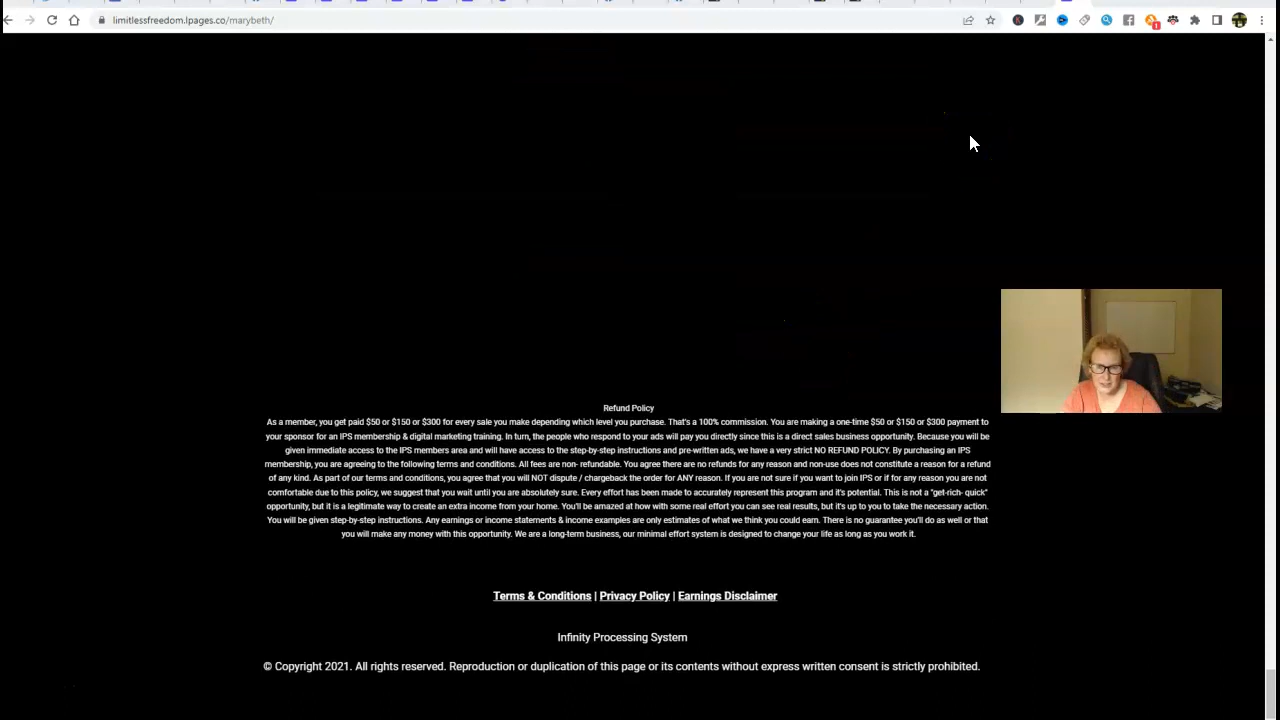 limitlessfreedom.lpages.co/marybeth/
Refund Policy
As a member, you get paid $50 or $150 or $300 for every sale you make depending which level you purchase. That's a 100% commission. You are making a one-time $50 or $150 or $300 payment to
your sponsor for an IPS membership & digital marketing training. In turn, the people who respond to your ads will pay you directly since this is a direct sales business opportunity. Because you will be
given immediate access to the IPS members area and will have access to the step-by-step instructions and pre-written ads, we have a very strict NO REFUND POLICY. By purchasing an IPS
membership, you are agreeing to the following terms and conditions. All fees are non- refundable. You agree there are no refunds for any reason and non-use does not constitute a reason for a refund
of any kind. As part of our terms and conditions, you agree that you will NOT dispute / chargeback the order for ANY reason. If you are not sure if you want to join IPS or if for any reason you are not
comfortable due to this policy, we suggest that you wait until you are absolutely sure. Every effort has been made to accurately represent this program and it's potential. This is not a "get-rich- quick"
opportunity, but it is a legitimate way to create an extra income from your home. You'll be amazed at how with some real effort you can see real results, but it's up to you to take the necessary action.
You will be given step-by-step instructions. Any earnings or income statements & income examples are only estimates of what we think you could earn. There is no guarantee you'll do as well or that
you will make any money with this opportunity. We are a long-term business, our minimal effort system is designed to change your life as long as you work it.
Terms & Conditions | Privacy Policy | Earnings Disclaimer
Infinity Processing System
© Copyright 2021. All rights reserved. Reproduction or duplication of this page or its contents without express written consent is strictly prohibited.